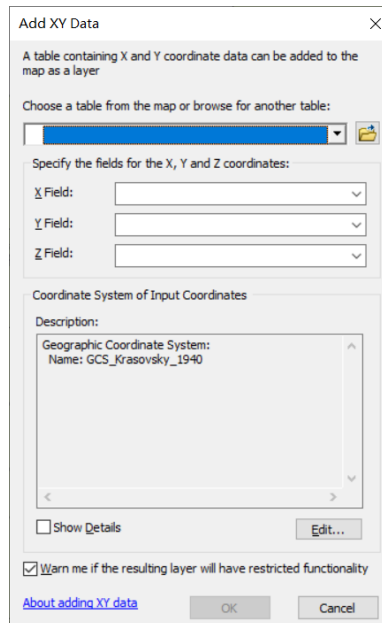 Add XY Data
A table containing X and Y coordinate data can be added to the
map as a layer
Choose a table from the map or browse for another table:
Specify the fields for the X, Y and Z coordinates:
X Field:
Y Field:
Z Field:
Coordinate System of Input Coordinates
Description:
Geographic Coordinate System:
Name: GCS_Krasovsky_1940
Show Details
Edit...
Warn me if the resulting layer will have restricted functionality
About adding XY data
OK
Cancel